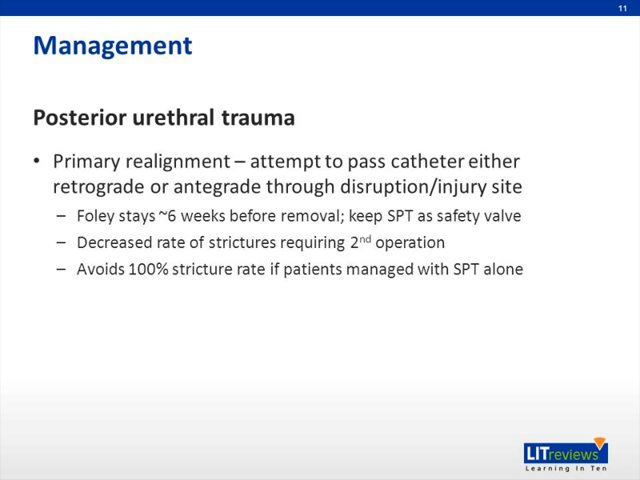 11
Management
Posterior urethral trauma
• Primary realignment – attempt to pass catheter either
retrograde or antegrade through disruption/injury site
– Foley stays ~6 weeks before removal; keep SPT as safety valve
– Decreased rate of strictures requiring 2nd operation
– Avoids 100% stricture rate if patients managed with SPT alone
LITreviews
Learning In Ten